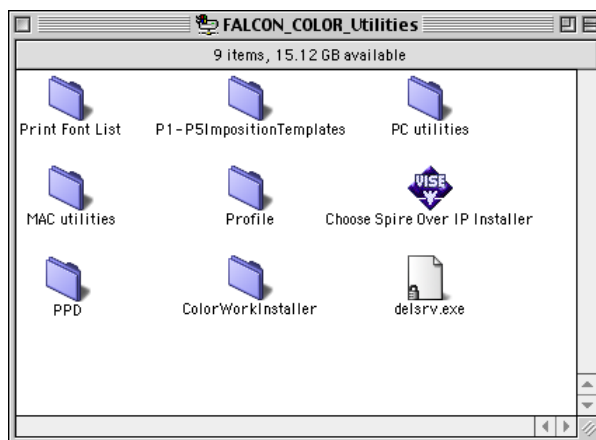 FALCON_COLOR_Utilities
9 items, 15.12 GB available
Print Font List
P1-P5ImpositionTemplates
PC utilities
MAC utilities
Profile
VISE
Choose Spire Over IP Installer
PPD
ColorWorkInstaller
delsrv.exe